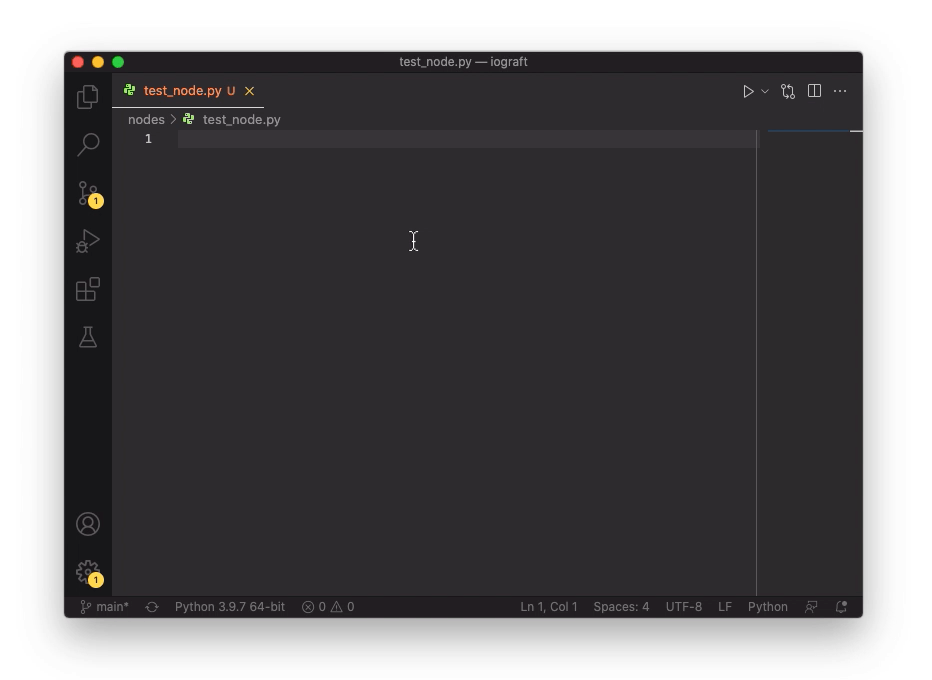 test_node.py — iograft
test_node.py U
nodes > test_node.py
1
1
1
main* Python 3.9.7 64-bit 0 0 Ln 1, Col 1 Spaces: 4 UTF-8 LF Python